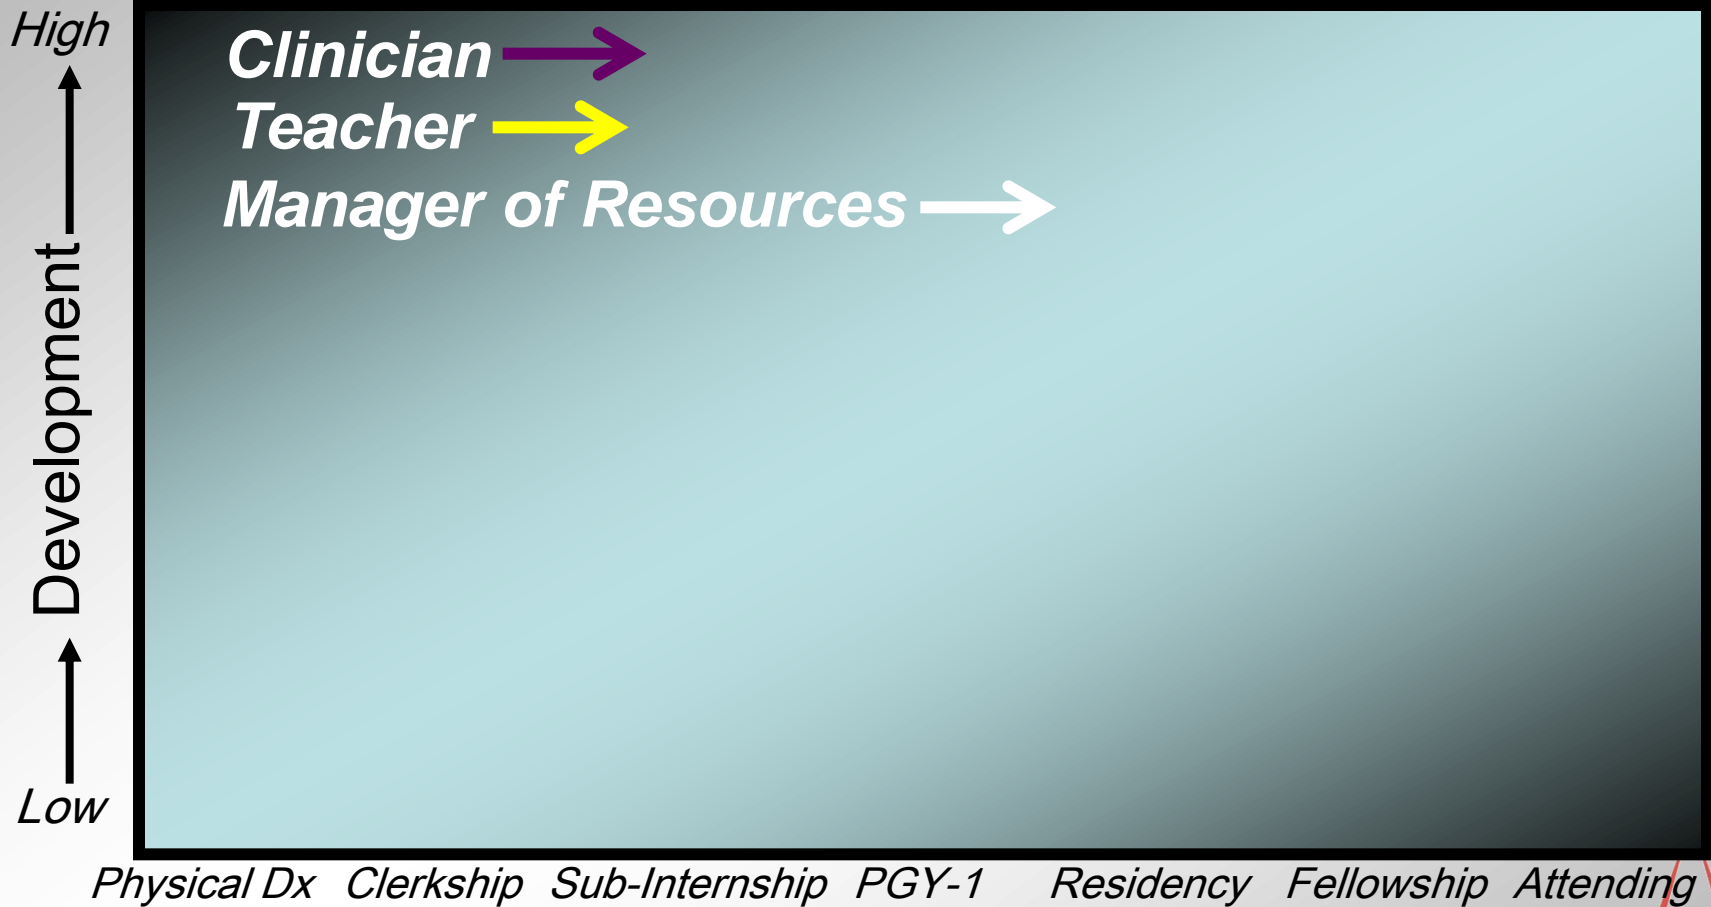 High
Clinician
Teacher
Manager of Resources
Development
Low
Physical Dx Clerkship Sub-Internship PGY-1 Residency Fellowship Attending